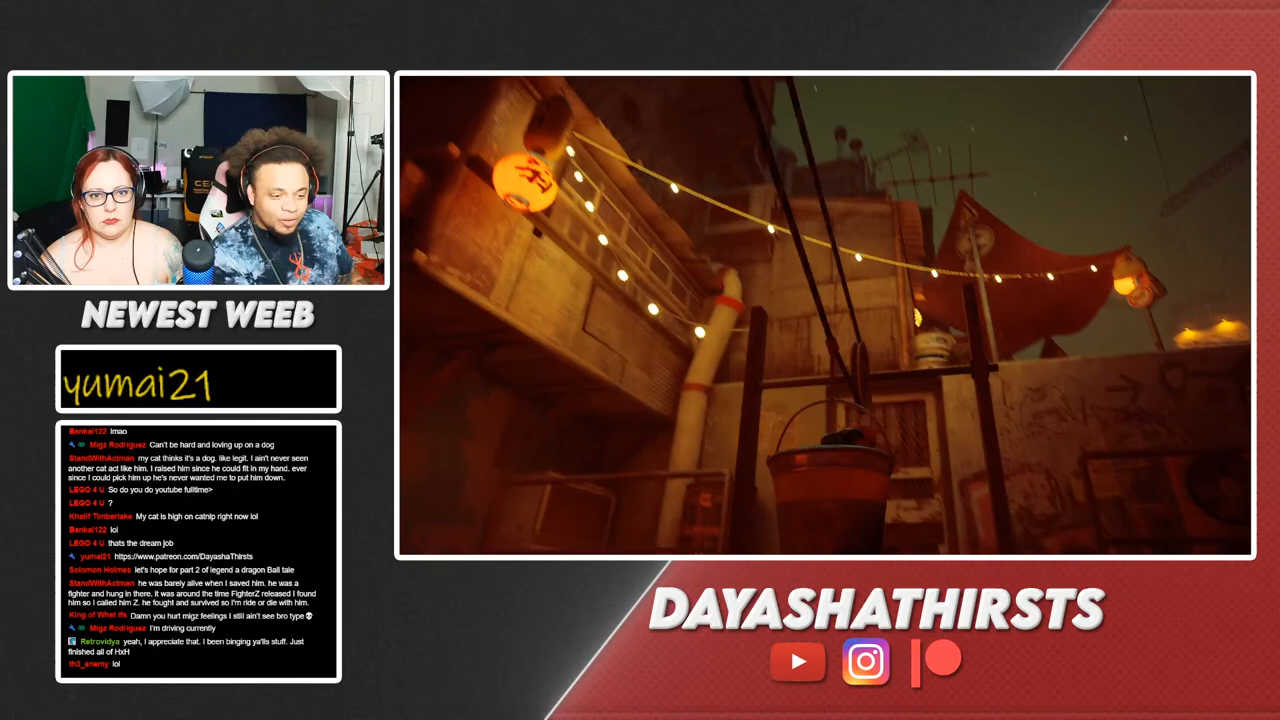 NEWEST WEEB
yumai21
Bankai122 lmao
Migz Rodriguez Can't be hard and loving up on a dog
StandWithActman my cat thinks it's a dog. like legit. I ain't never seen
another cat act like him. I raised him since he could fit in my hand. ever
since I could pick him up he's never wanted me to put him down.
LEGO 4 U So do you do youtube fulltime>
LEGO 4 U ?
Khalif Timberlake My cat is high on catnip right now lol
Bankai122 lol
LEGO 4 U thats the dream job
yumai21 https://www.patreon.com/DayashaThirsts
Solomon Holmes let's hope for part 2 of legend a dragon Ball tale
StandWithActman he was barely alive when I saved him. he was a
fighter and hung in there. it was around the time FighterZ released I found
him so I called him Z. he fought and survived so I'm ride or die with him.
King of What ifs Damn you hurt migz feelings I still ain't see bro type💀
Migz Rodriguez I'm driving currently
Retrovidya yeah, I appreciate that. I been binging ya'lls stuff. Just
finished all of HxH
th3_enemy lol
DAYASHATHIRSTS